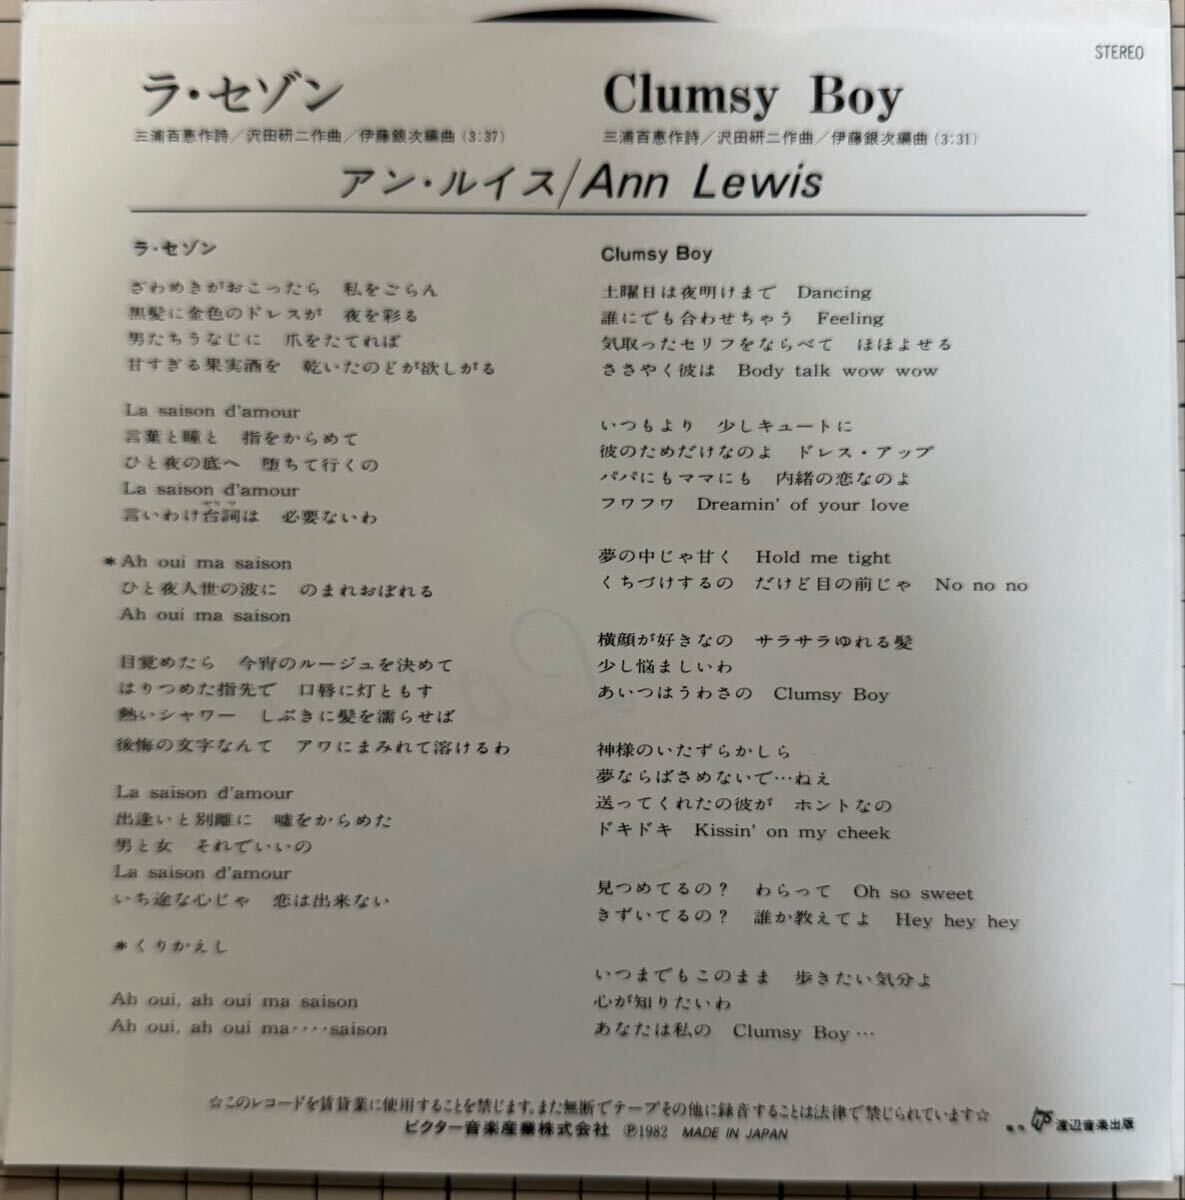 STEREO
ラ・セゾン
三浦百恵作詩／沢田研二作曲／伊藤銀次編曲(3:37)
Clumsy Boy
三浦百恵作詩／沢田研二作曲／伊藤銀次編曲(3:31)
アン・ルイス/Ann Lewis
ラ・セゾン
ざわめきがおこったら　私をごらん
黒髪に金色のドレスが　夜を彩る
男たちうなじに　爪をたてれば
甘すぎる果実酒を　乾いたのどが欲しがる
La saison d'amour
言葉と瞳と　指をからめて
ひと夜の底へ　堕ちて行くの
La saison d'amour
言いわけ台詞は　必要ないわ
*Ah oui ma saison
ひと夜人世の波に　のまれおぼれる
Ah oui ma saison
目覚めたら　今宵のルージュを決めて
はりつめた指先で　口唇に灯ともす
熱いシャワー　しぶきに髪を濡らせば
後悔の文字なんて　アワにまみれて溶けるわ
La saison d'amour
出逢いと別離に　嘘をからめた
男と女　それでいいの
La saison d'amour
いち途な心じゃ　恋は出来ない
*くりかえし
Ah oui, ah oui ma saison
Ah oui, ah oui ma‥‥saison
Clumsy Boy
土曜日は夜明けまで　Dancing
誰にでも合わせちゃう　Feeling
気取ったセリフをならべて　ほほよせる
ささやく彼は　Body talk wow wow
いつもより　少しキュートに
彼のためだけなのよ　ドレス・アップ
パパにもママにも　内緒の恋なのよ
フワフワ　Dreamin' of your love
夢の中じゃ甘く　Hold me tight
くちづけするの　だけど目の前じゃ　No no no
横顔が好きなの　サラサラゆれる髪
少し悩ましいわ
あいつはうわさの　Clumsy Boy
神様のいたずらかしら
夢ならばさめないで…ねぇ
送ってくれたの彼が　ホントなの
ドキドキ　Kissin' on my cheek
見つめてるの？　わらって　Oh so sweet
きずいてるの？　誰か教えてよ　Hey hey hey
いつまでもこのまま　歩きたい気分よ
心が知りたいわ
あなたは私の　Clumsy Boy…
☆このレコードを賃貸業に使用することを禁じます。また無断でテープその他に録音することは法律で禁じられています☆
ビクター音楽産業株式会社　Ⓟ1982　MADE IN JAPAN
渡辺音楽出版